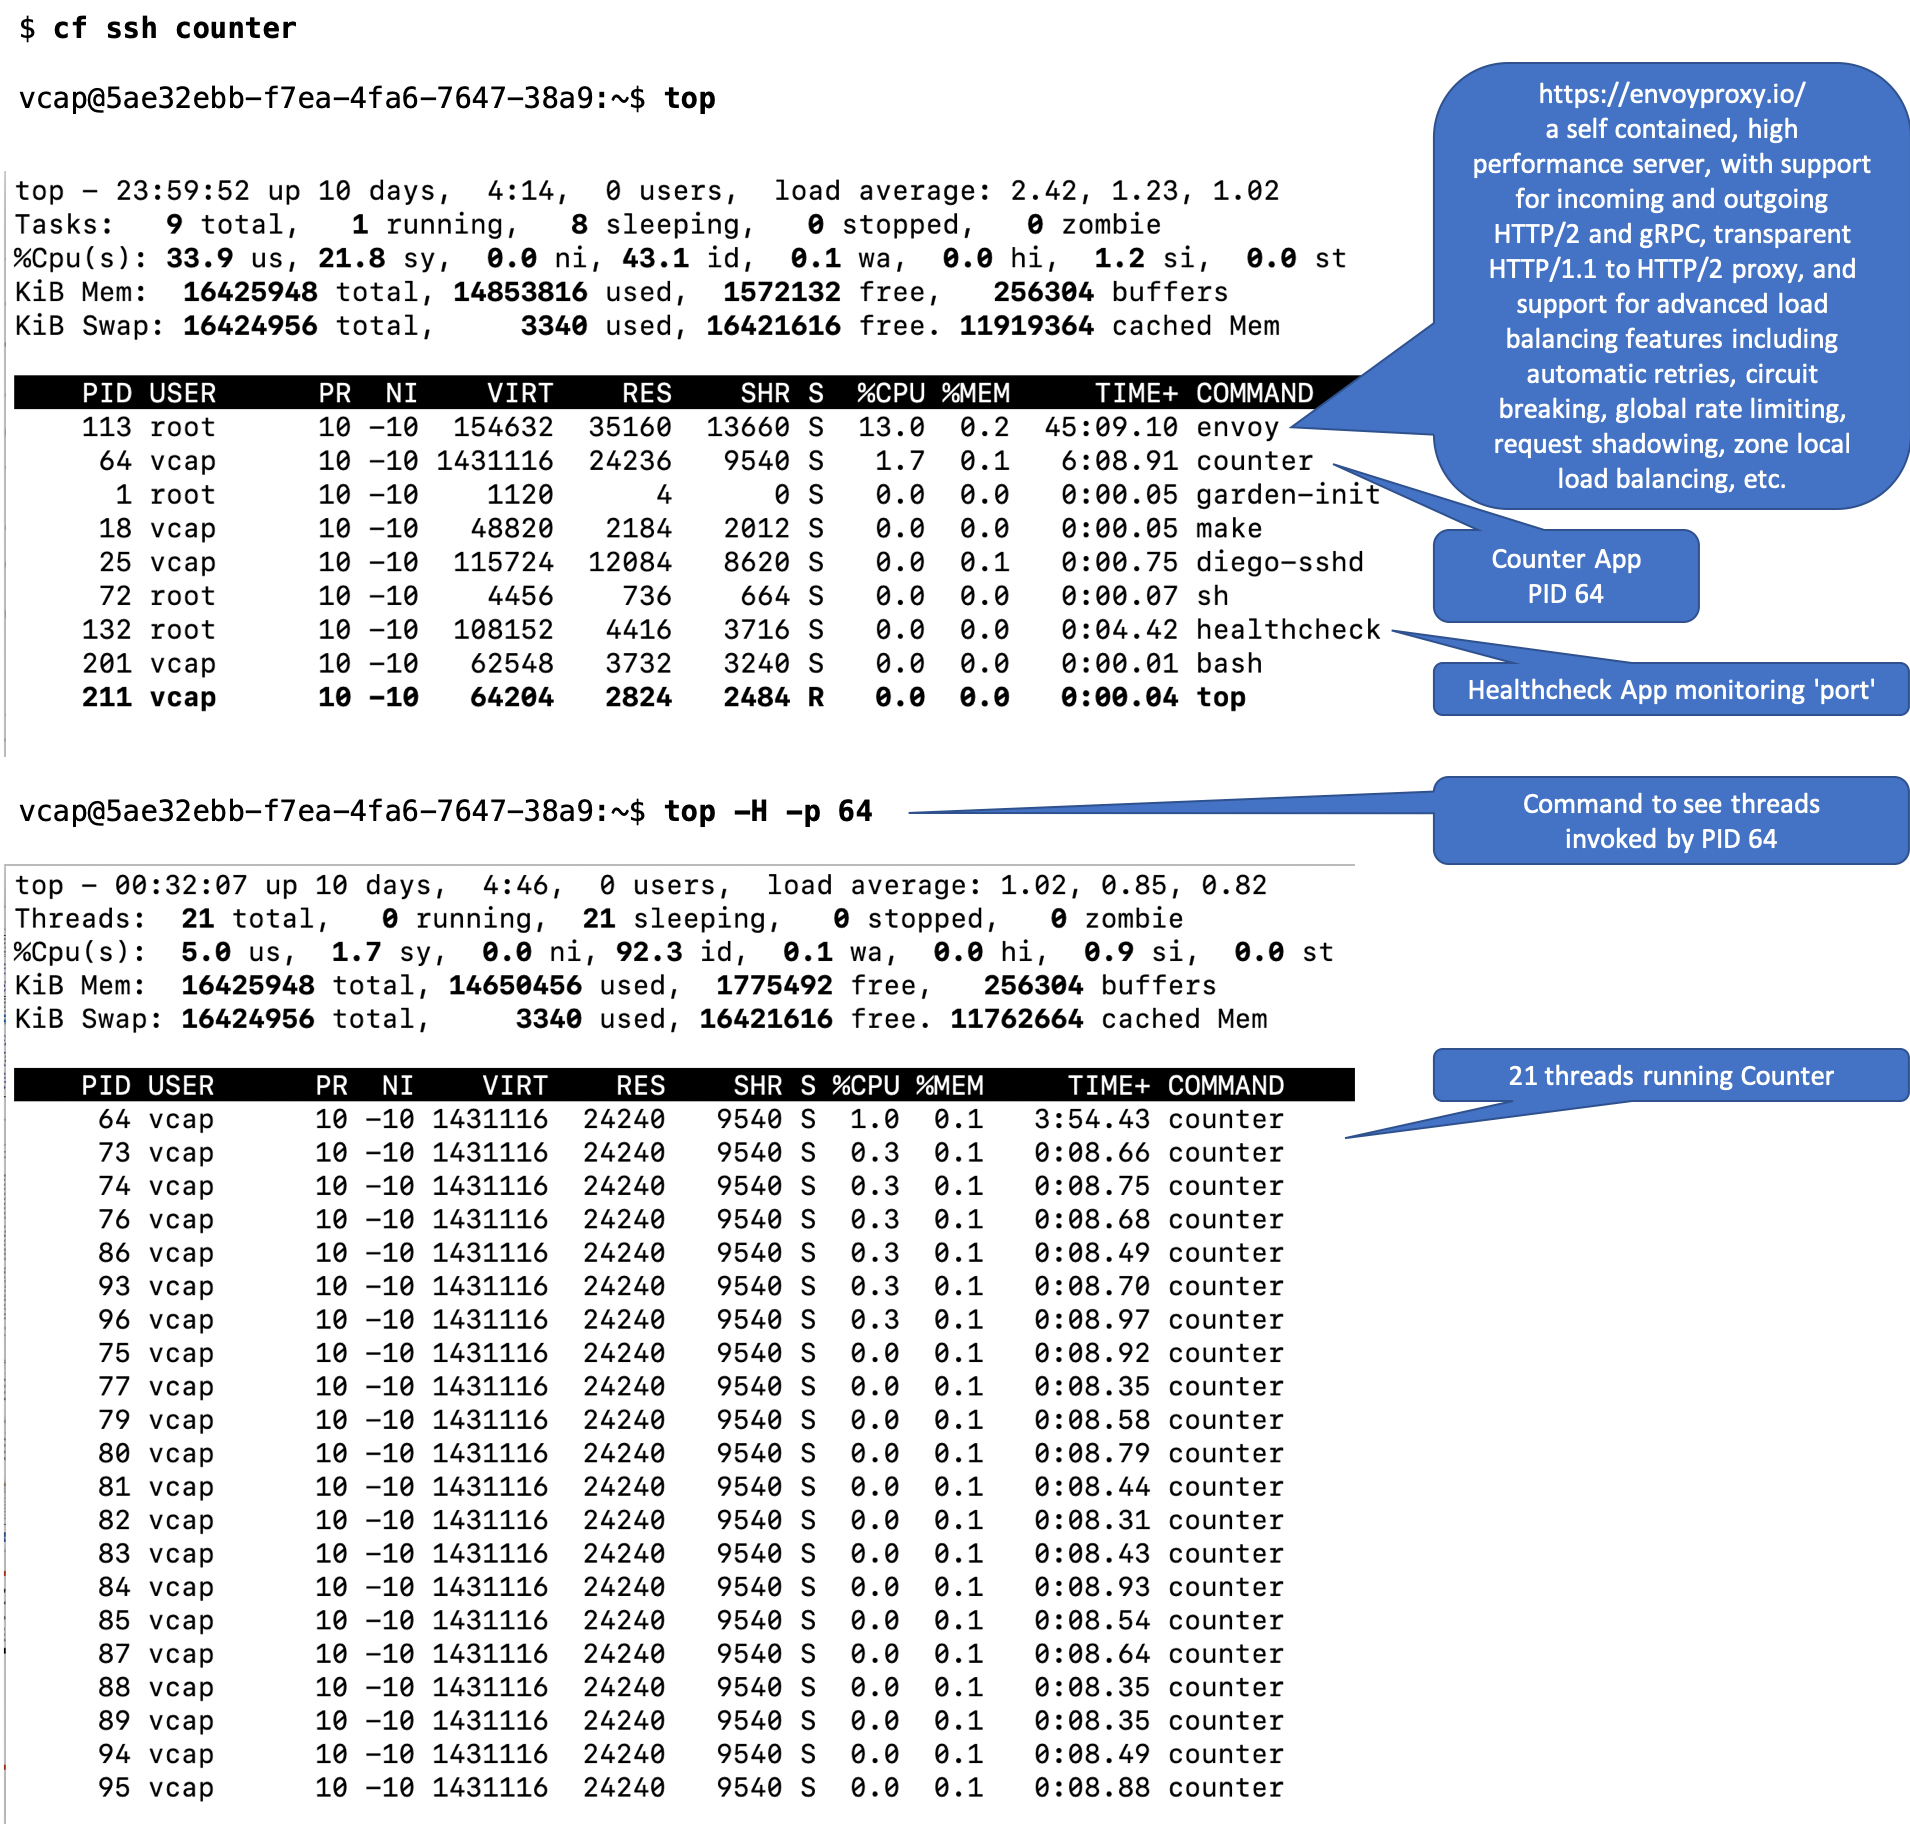 $ cf ssh counter
vcap@5ae32ebb-f7ea-4fa6-7647-38a9:~$ top
top – 23:59:52 up 10 days,  4:14,  0 users,  load average: 2.42, 1.23, 1.02
Tasks:   9 total,   1 running,   8 sleeping,   0 stopped,   0 zombie
%Cpu(s): 33.9 us, 21.8 sy,  0.0 ni, 43.1 id,  0.1 wa,  0.0 hi,  1.2 si,  0.0 st
KiB Mem:  16425948 total, 14853816 used,  1572132 free,   256304 buffers
KiB Swap: 16424956 total,     3340 used, 16421616 free. 11919364 cached Mem
PID USER PR NI VIRT RES SHR S %CPU %MEM TIME+ COMMAND
113 root 10 –10 154632 35160 13660 S 13.0 0.2 45:09.10 envoy
64 vcap 10 –10 1431116 24236 9540 S 1.7 0.1 6:08.91 counter
1 root 10 –10 1120 4 0 S 0.0 0.0 0:00.05 garden-init
18 vcap 10 –10 48820 2184 2012 S 0.0 0.0 0:00.05 make
25 vcap 10 –10 115724 12084 8620 S 0.0 0.1 0:00.75 diego-sshd
72 root 10 –10 4456 736 664 S 0.0 0.0 0:00.07 sh
132 root 10 –10 108152 4416 3716 S 0.0 0.0 0:04.42 healthcheck
201 vcap 10 –10 62548 3732 3240 S 0.0 0.0 0:00.01 bash
211 vcap 10 –10 64204 2824 2484 R 0.0 0.0 0:00.04 top
https://envoyproxy.io/
a self contained, high
performance server, with support
for incoming and outgoing
HTTP/2 and gRPC, transparent
HTTP/1.1 to HTTP/2 proxy, and
support for advanced load
balancing features including
automatic retries, circuit
breaking, global rate limiting,
request shadowing, zone local
load balancing, etc.
Counter App
PID 64
Healthcheck App monitoring 'port'
vcap@5ae32ebb-f7ea-4fa6-7647-38a9:~$ top –H –p 64
Command to see threads
invoked by PID 64
top – 00:32:07 up 10 days,  4:46,  0 users,  load average: 1.02, 0.85, 0.82
Threads:  21 total,   0 running,  21 sleeping,   0 stopped,   0 zombie
%Cpu(s):  5.0 us,  1.7 sy,  0.0 ni, 92.3 id,  0.1 wa,  0.0 hi,  0.9 si,  0.0 st
KiB Mem:  16425948 total, 14650456 used,  1775492 free,   256304 buffers
KiB Swap: 16424956 total,     3340 used, 16421616 free. 11762664 cached Mem
21 threads running Counter
PID USER PR NI VIRT RES SHR S %CPU %MEM TIME+ COMMAND
64 vcap 10 –10 1431116 24240 9540 S 1.0 0.1 3:54.43 counter
73 vcap 10 –10 1431116 24240 9540 S 0.3 0.1 0:08.66 counter
74 vcap 10 –10 1431116 24240 9540 S 0.3 0.1 0:08.75 counter
76 vcap 10 –10 1431116 24240 9540 S 0.3 0.1 0:08.68 counter
86 vcap 10 –10 1431116 24240 9540 S 0.3 0.1 0:08.49 counter
93 vcap 10 –10 1431116 24240 9540 S 0.3 0.1 0:08.70 counter
96 vcap 10 –10 1431116 24240 9540 S 0.3 0.1 0:08.97 counter
75 vcap 10 –10 1431116 24240 9540 S 0.0 0.1 0:08.92 counter
77 vcap 10 –10 1431116 24240 9540 S 0.0 0.1 0:08.35 counter
79 vcap 10 –10 1431116 24240 9540 S 0.0 0.1 0:08.58 counter
80 vcap 10 –10 1431116 24240 9540 S 0.0 0.1 0:08.79 counter
81 vcap 10 –10 1431116 24240 9540 S 0.0 0.1 0:08.44 counter
82 vcap 10 –10 1431116 24240 9540 S 0.0 0.1 0:08.31 counter
83 vcap 10 –10 1431116 24240 9540 S 0.0 0.1 0:08.43 counter
84 vcap 10 –10 1431116 24240 9540 S 0.0 0.1 0:08.93 counter
85 vcap 10 –10 1431116 24240 9540 S 0.0 0.1 0:08.54 counter
87 vcap 10 –10 1431116 24240 9540 S 0.0 0.1 0:08.64 counter
88 vcap 10 –10 1431116 24240 9540 S 0.0 0.1 0:08.35 counter
89 vcap 10 –10 1431116 24240 9540 S 0.0 0.1 0:08.35 counter
94 vcap 10 –10 1431116 24240 9540 S 0.0 0.1 0:08.49 counter
95 vcap 10 –10 1431116 24240 9540 S 0.0 0.1 0:08.88 counter